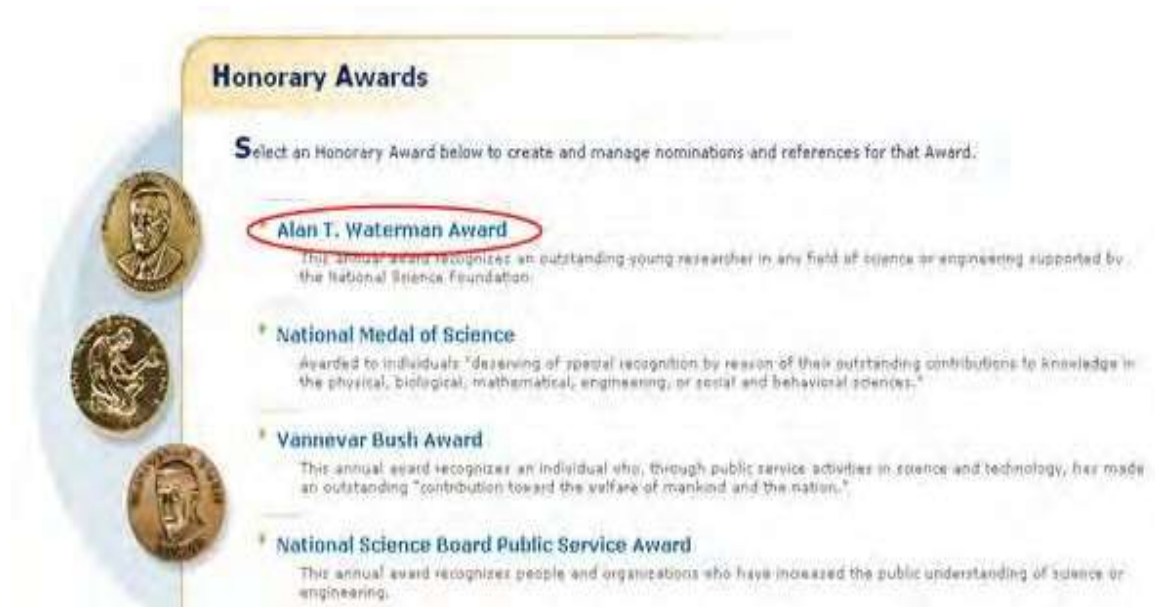 Honorary Awards
Select an Honorary Award below to create and manage nominations and references for that Award.
Alan T. Waterman Award
This annual award recognizes an outstanding young researcher in any field of science or engineering supported by
the National Science Foundation.
National Medal of Science
Awarded to individuals "deserving of special recognition by reason of their outstanding contributions to knowledge in
the physical, biological, mathematical, engineering, or social and behavioral sciences."
Vannevar Bush Award
This annual award recognizes an individual who, through public service activities in science and technology, has made
an outstanding "contribution toward the welfare of mankind and the nation."
National Science Board Public Service Award
This annual award recognizes people and organizations who have increased the public understanding of science or
engineering.